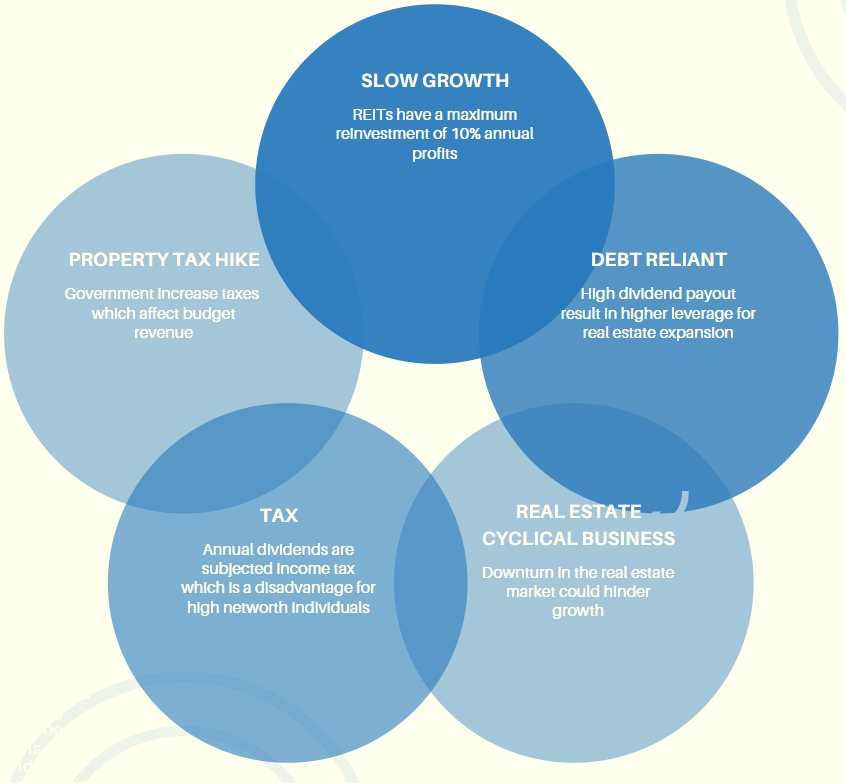 SLOW GROWTH
REITs have a maximum
reinvestment of 10% annual
profits
PROPERTY TAX HIKE
Government increase taxes
which affect budget
revenue
DEBT RELIANT
High dividend payout
result in higher leverage for
real estate expansion
TAX
Annual dividends are
subjected income tax
which is a disadvantage for
high networth individuals
REAL ESTATE
CYCLICAL BUSINESS
Downturn in the real estate
market could hinder
growth